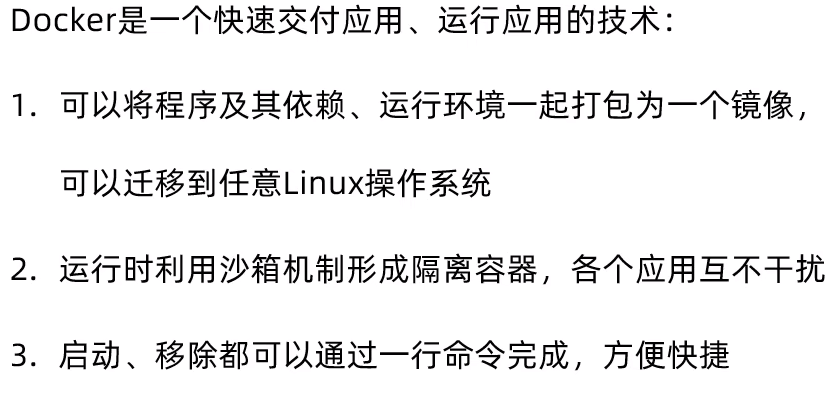 Docker是一个快速交付应用、运行应用的技术：
1. 可以将程序及其依赖、运行环境一起打包为一个镜像，
可以迁移到任意Linux操作系统
2. 运行时利用沙箱机制形成隔离容器，各个应用互不干扰
3. 启动、移除都可以通过一行命令完成，方便快捷